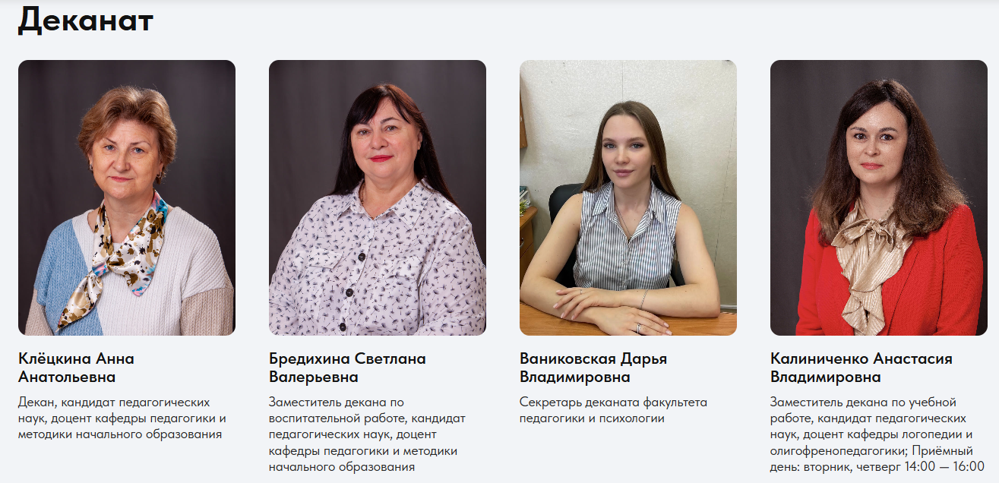 Деканат
Клёцкина Анна
Анатольевна
Декан, кандидат педагогических
наук, доцент кафедры педагогики и
методики начального образования
Бредихина Светлана
Валерьевна
Заместитель декана по
воспитательной работе, кандидат
педагогических наук, доцент
кафедры педагогики и методики
начального образования
Ваниковская Дарья
Владимировна
Секретарь деканата факультета
педагогики и психологии
Калиниченко Анастасия
Владимировна
Заместитель декана по учебной
работе, кандидат педагогических
наук, доцент кафедры логопедии и
олигофренопедагогики; Приёмный
день: вторник, четверг 14:00 — 16:00